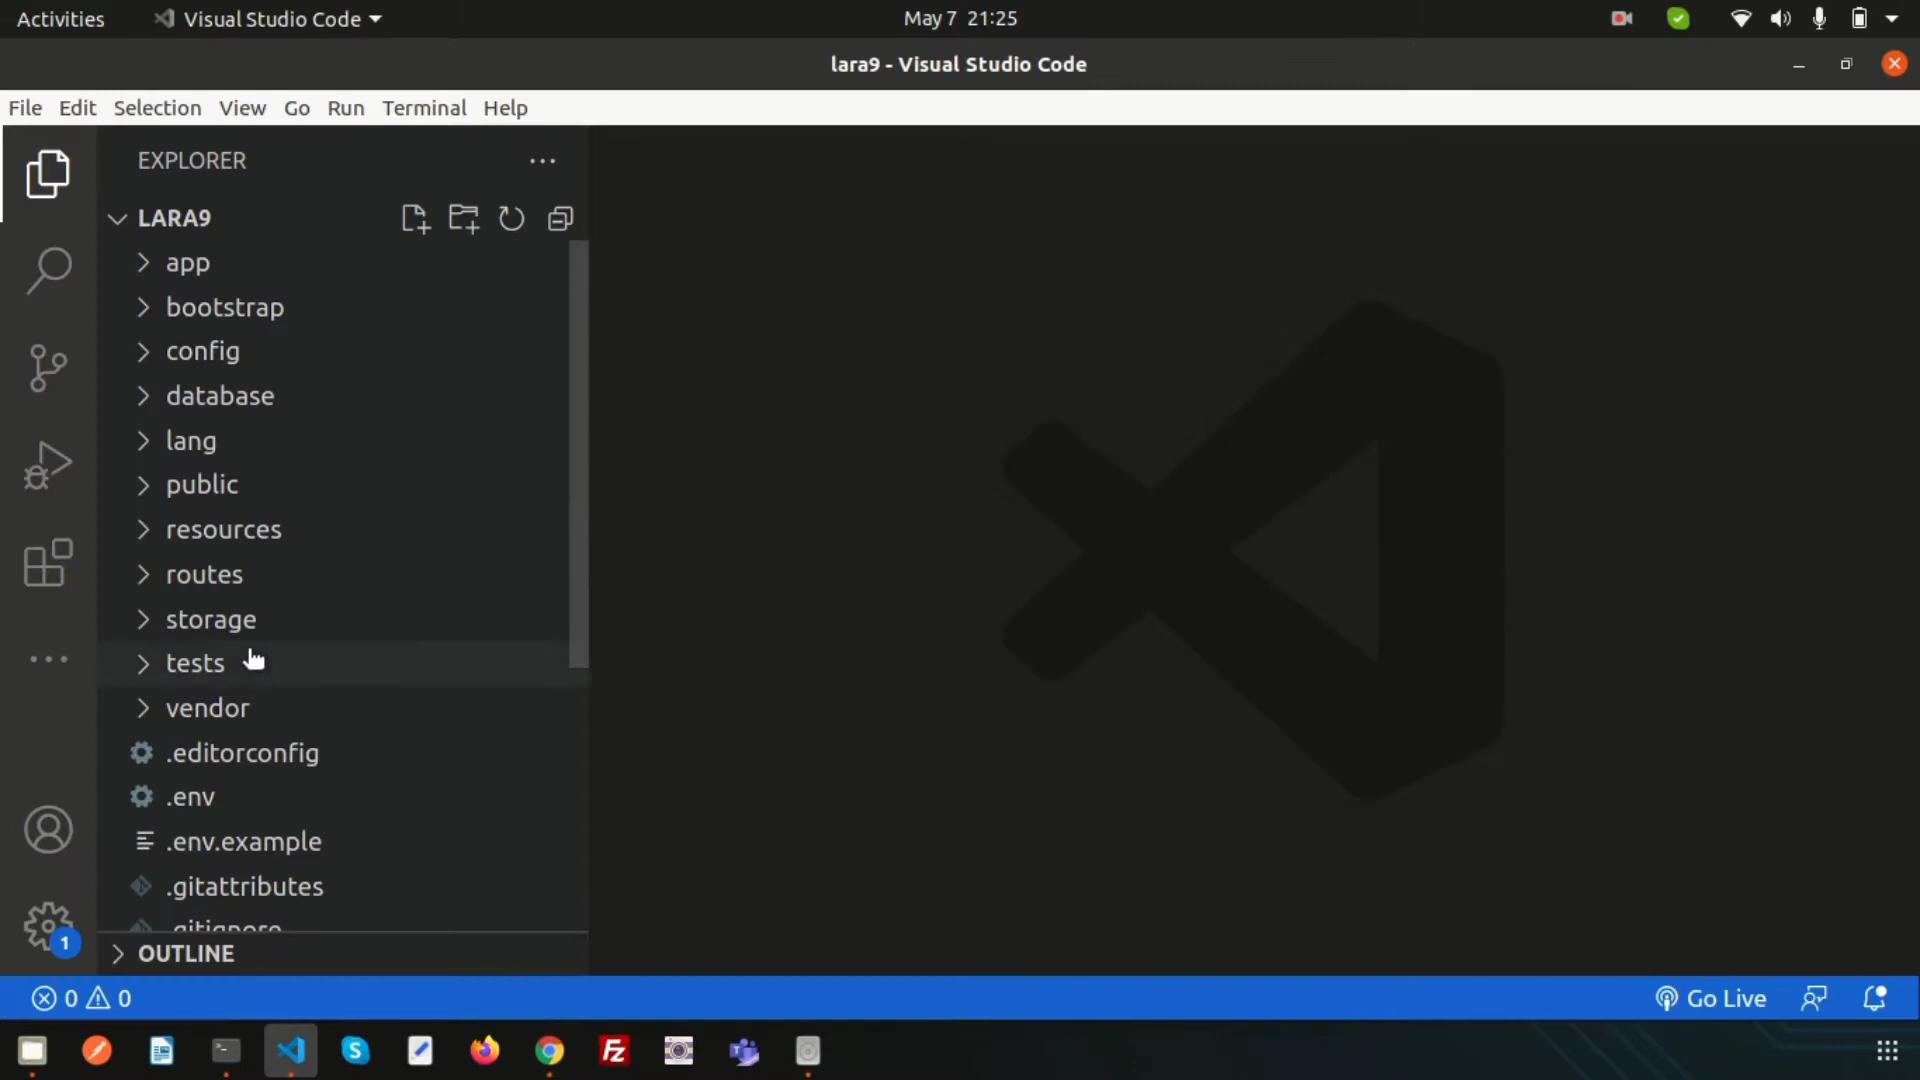 Activities
Visual Studio Code
May 7 21:25
lara9 - Visual Studio Code
File Edit Selection View Go Run Terminal Help
EXPLORER
LARA9
app
bootstrap
config
database
lang
public
resources
routes
storage
tests
vendor
.editorconfig
.env
.env.example
.gitattributes
.gitignore
OUTLINE
1
0 0
Go Live